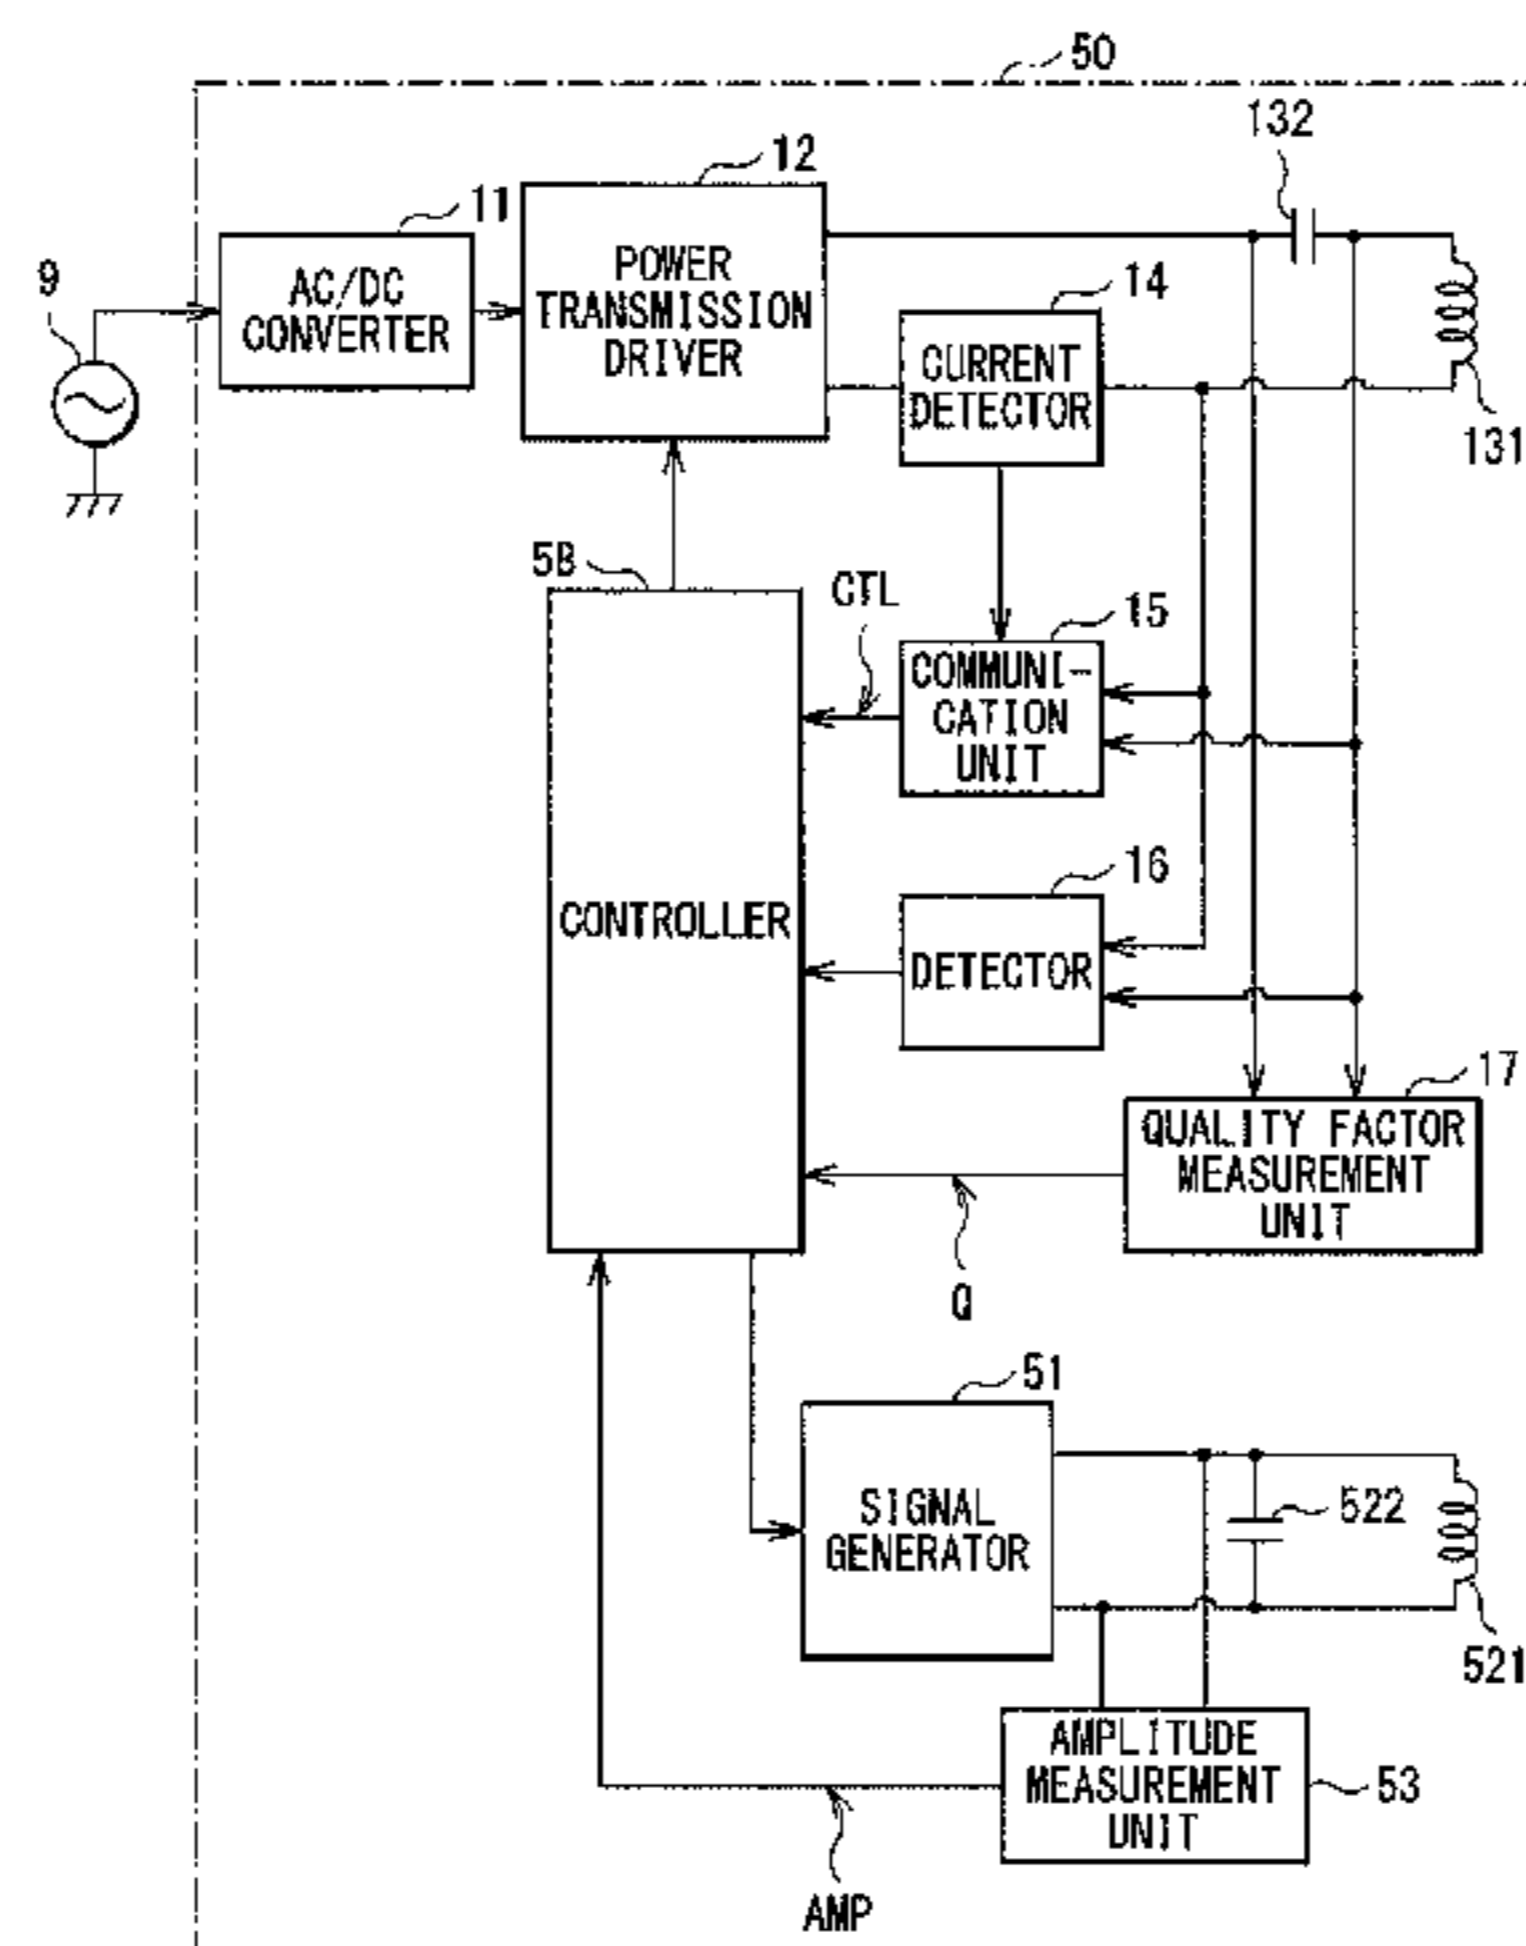 50
132
12
11
POWER
TRANSMISSION
DRIVER
9
AC/DC
CONVERTER
14
CURRENT
DETECTOR
131
5B
CTL
15
COMMUNI-
CATION
UNIT
16
CONTROLLER
DETECTOR
17
QUALITY FACTOR
MEASUREMENT
UNIT
Q
51
SIGNAL
GENERATOR
522
521
AMPLITUDE
MEASUREMENT
UNIT
53
AMP